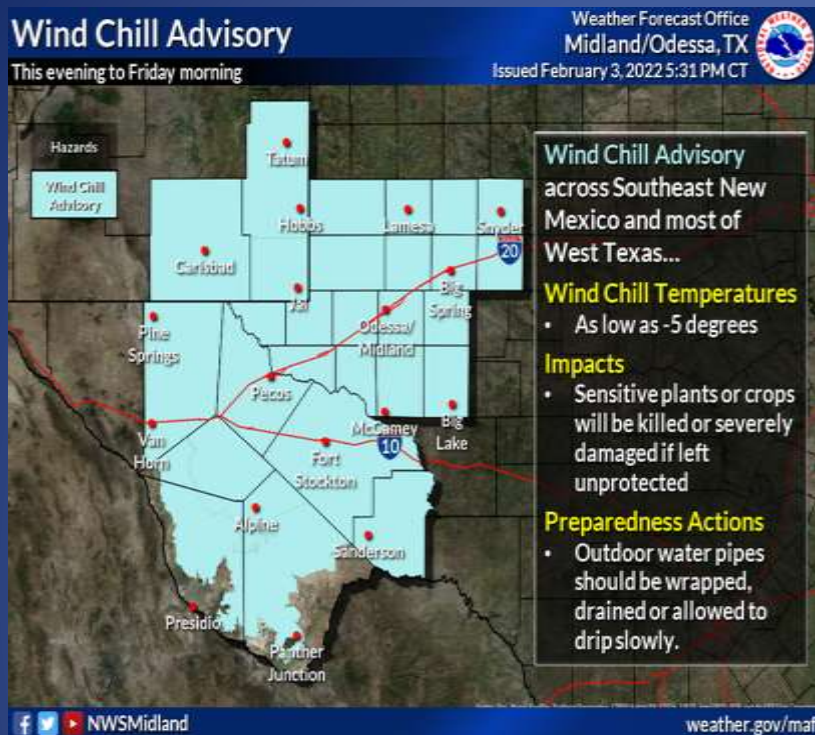 Wind Chill Advisory
This evening to Friday morning
Weather Forecast Office
Midland/Odessa,TX
Issued February 3, 2022 5:31 PM CT
Hazards
Wind Chill
Advisory
Tatum
Hobbs
Lamesa
Snyder
20
Carlsbad
Jal
Big
Spring
Odessa/
Midland
Pine
Springs
Pecos
McCamey
Big
Lake
Van
Horn
10
Fort
Stockton
Alpine
Sanderson
Presidio
Panther
Junction
Wind Chill Advisory
across Southeast New
Mexico and most of
West Texas...
Wind Chill Temperatures
• As low as -5 degrees
Impacts
• Sensitive plants or crops
will be killed or severely
damaged if left
unprotected
Preparedness Actions
• Outdoor water pipes
should be wrapped,
drained or allowed to
drip slowly.
NWSMidland
weather.gov/maf